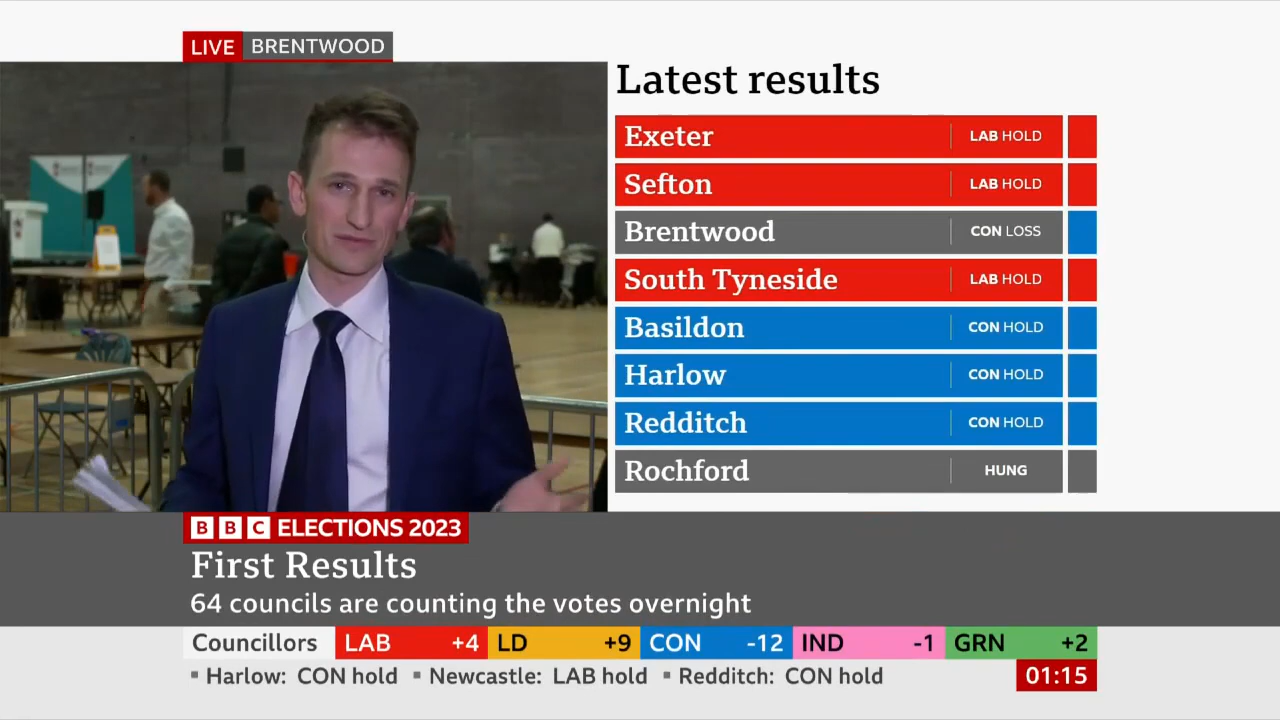 LIVE BRENTWOOD
Latest results
Exeter LAB HOLD
Sefton LAB HOLD
Brentwood CON LOSS
South Tyneside LAB HOLD
Basildon CON HOLD
Harlow CON HOLD
Redditch CON HOLD
Rochford HUNG
BBC ELECTIONS 2023
First Results
64 councils are counting the votes overnight
Councillors LAB +4 LD +9 CON -12 IND -1 GRN +2
▪ Harlow: CON hold ▪ Newcastle: LAB hold ▪ Redditch: CON hold 01:15